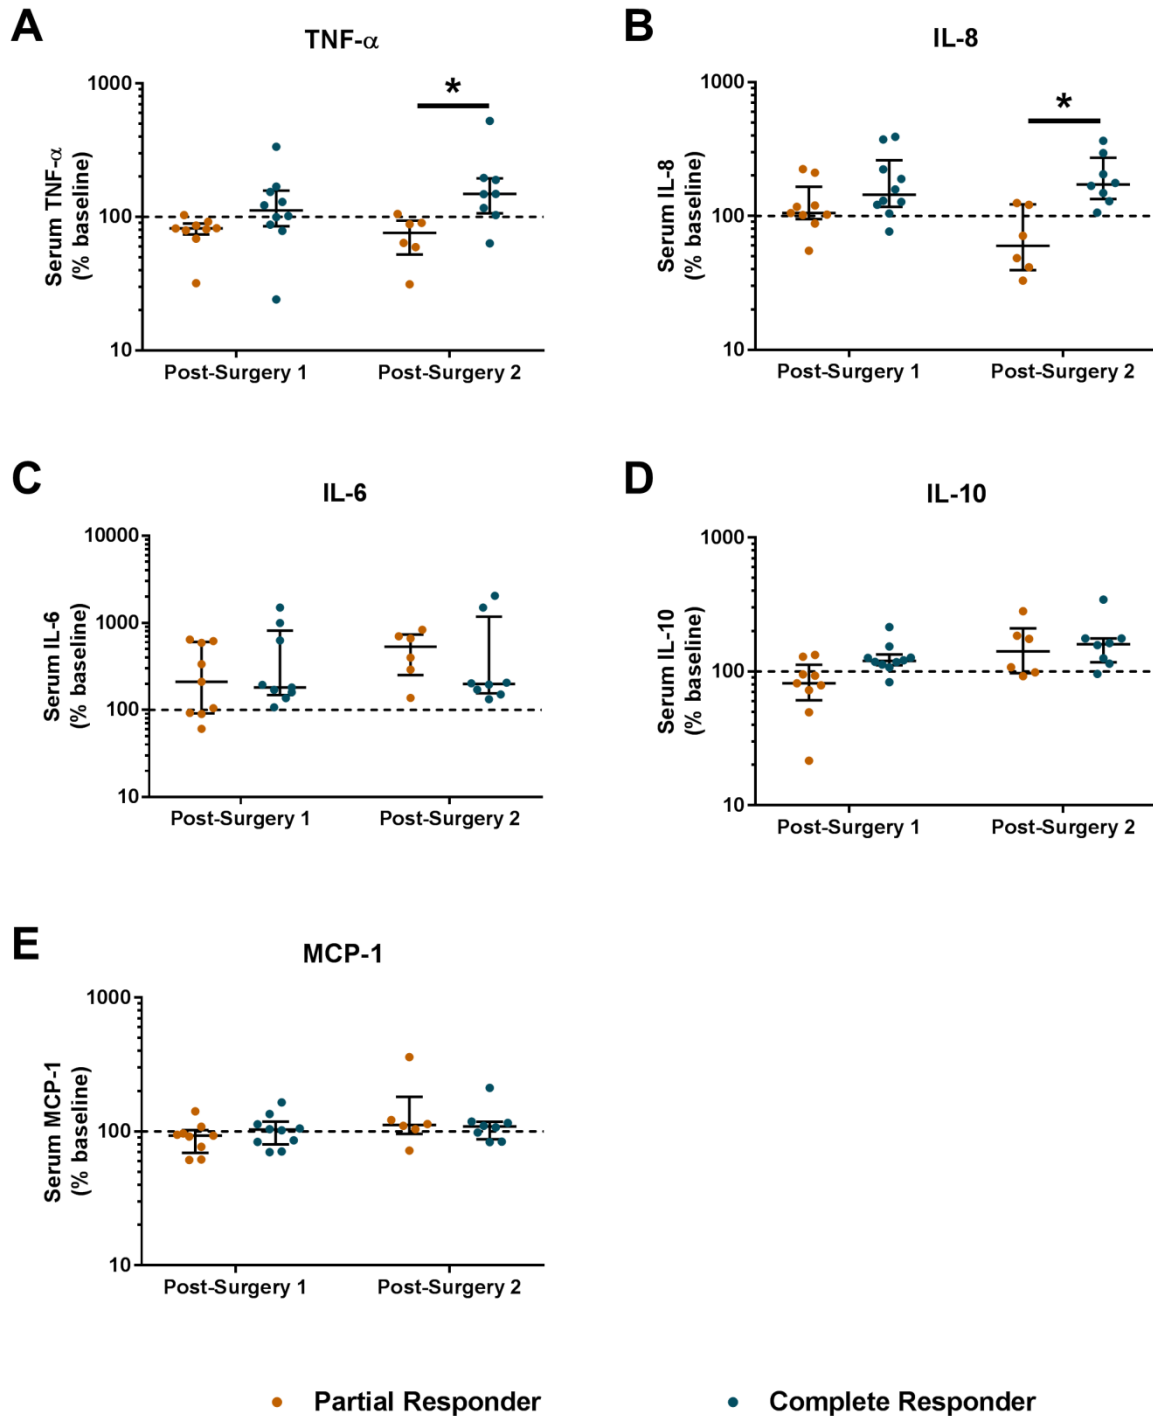 A
TNF-α
Serum TNF-α
(% baseline)
1000
100
10
*
Post-Surgery 1
Post-Surgery 2
B
IL-8
Serum IL-8
(% baseline)
1000
100
10
*
Post-Surgery 1
Post-Surgery 2
C
IL-6
Serum IL-6
(% baseline)
10000
1000
100
10
Post-Surgery 1
Post-Surgery 2
D
IL-10
Serum IL-10
(% baseline)
1000
100
10
Post-Surgery 1
Post-Surgery 2
E
MCP-1
Serum MCP-1
(% baseline)
1000
100
10
Post-Surgery 1
Post-Surgery 2
Partial Responder
Complete Responder